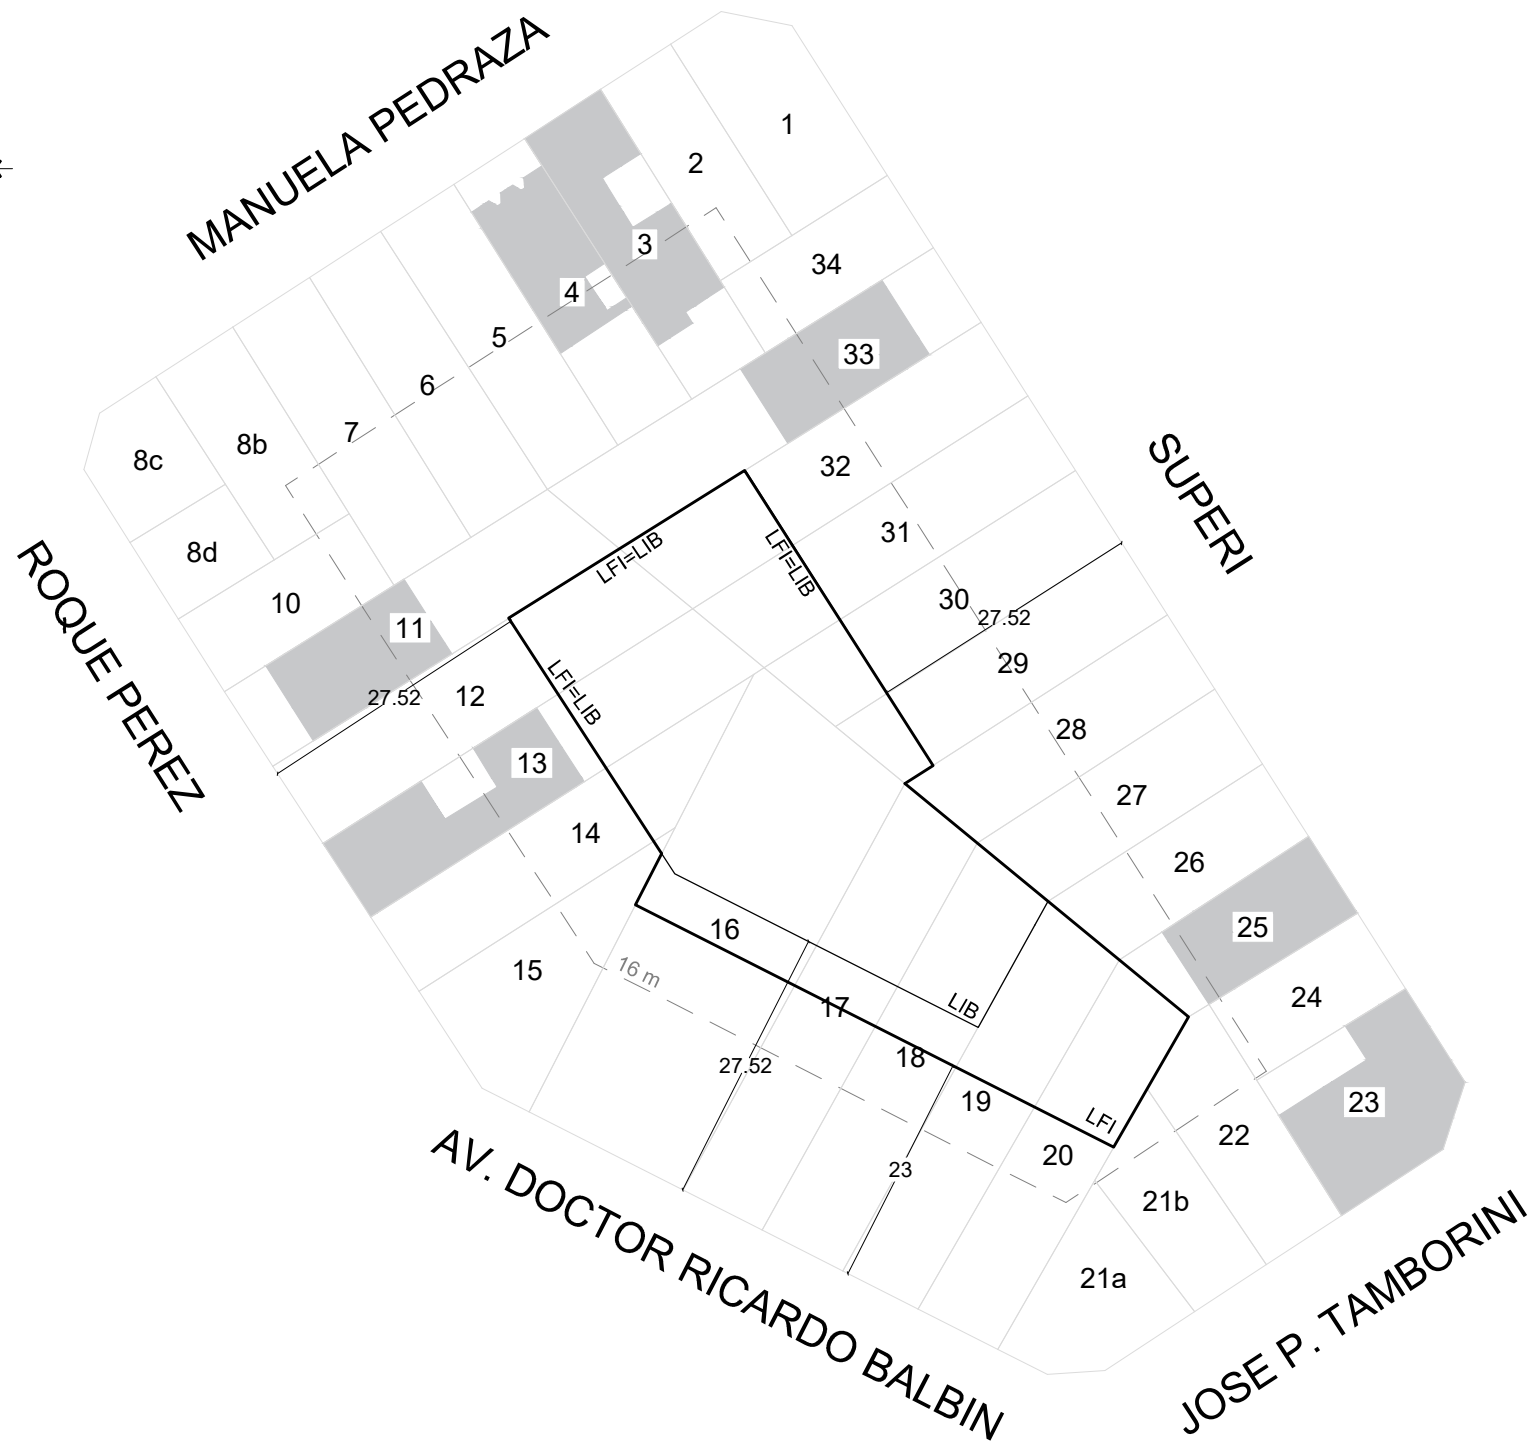 MANUELA PEDRAZA
1
2
3
34
4
33
5
6
7
8b
8c
32
31
8d
LFI=LIB
LFI=LIB
SUPERI
30
10
27.52
11
29
ROQUE PEREZ
LFI=LIB
12
27.52
28
13
27
14
26
16
25
15
16 m
24
LIB
17
18
27.52
19
LFI
23
22
20
23
21b
21a
AV. DOCTOR RICARDO BALBIN
JOSE P. TAMBORINI